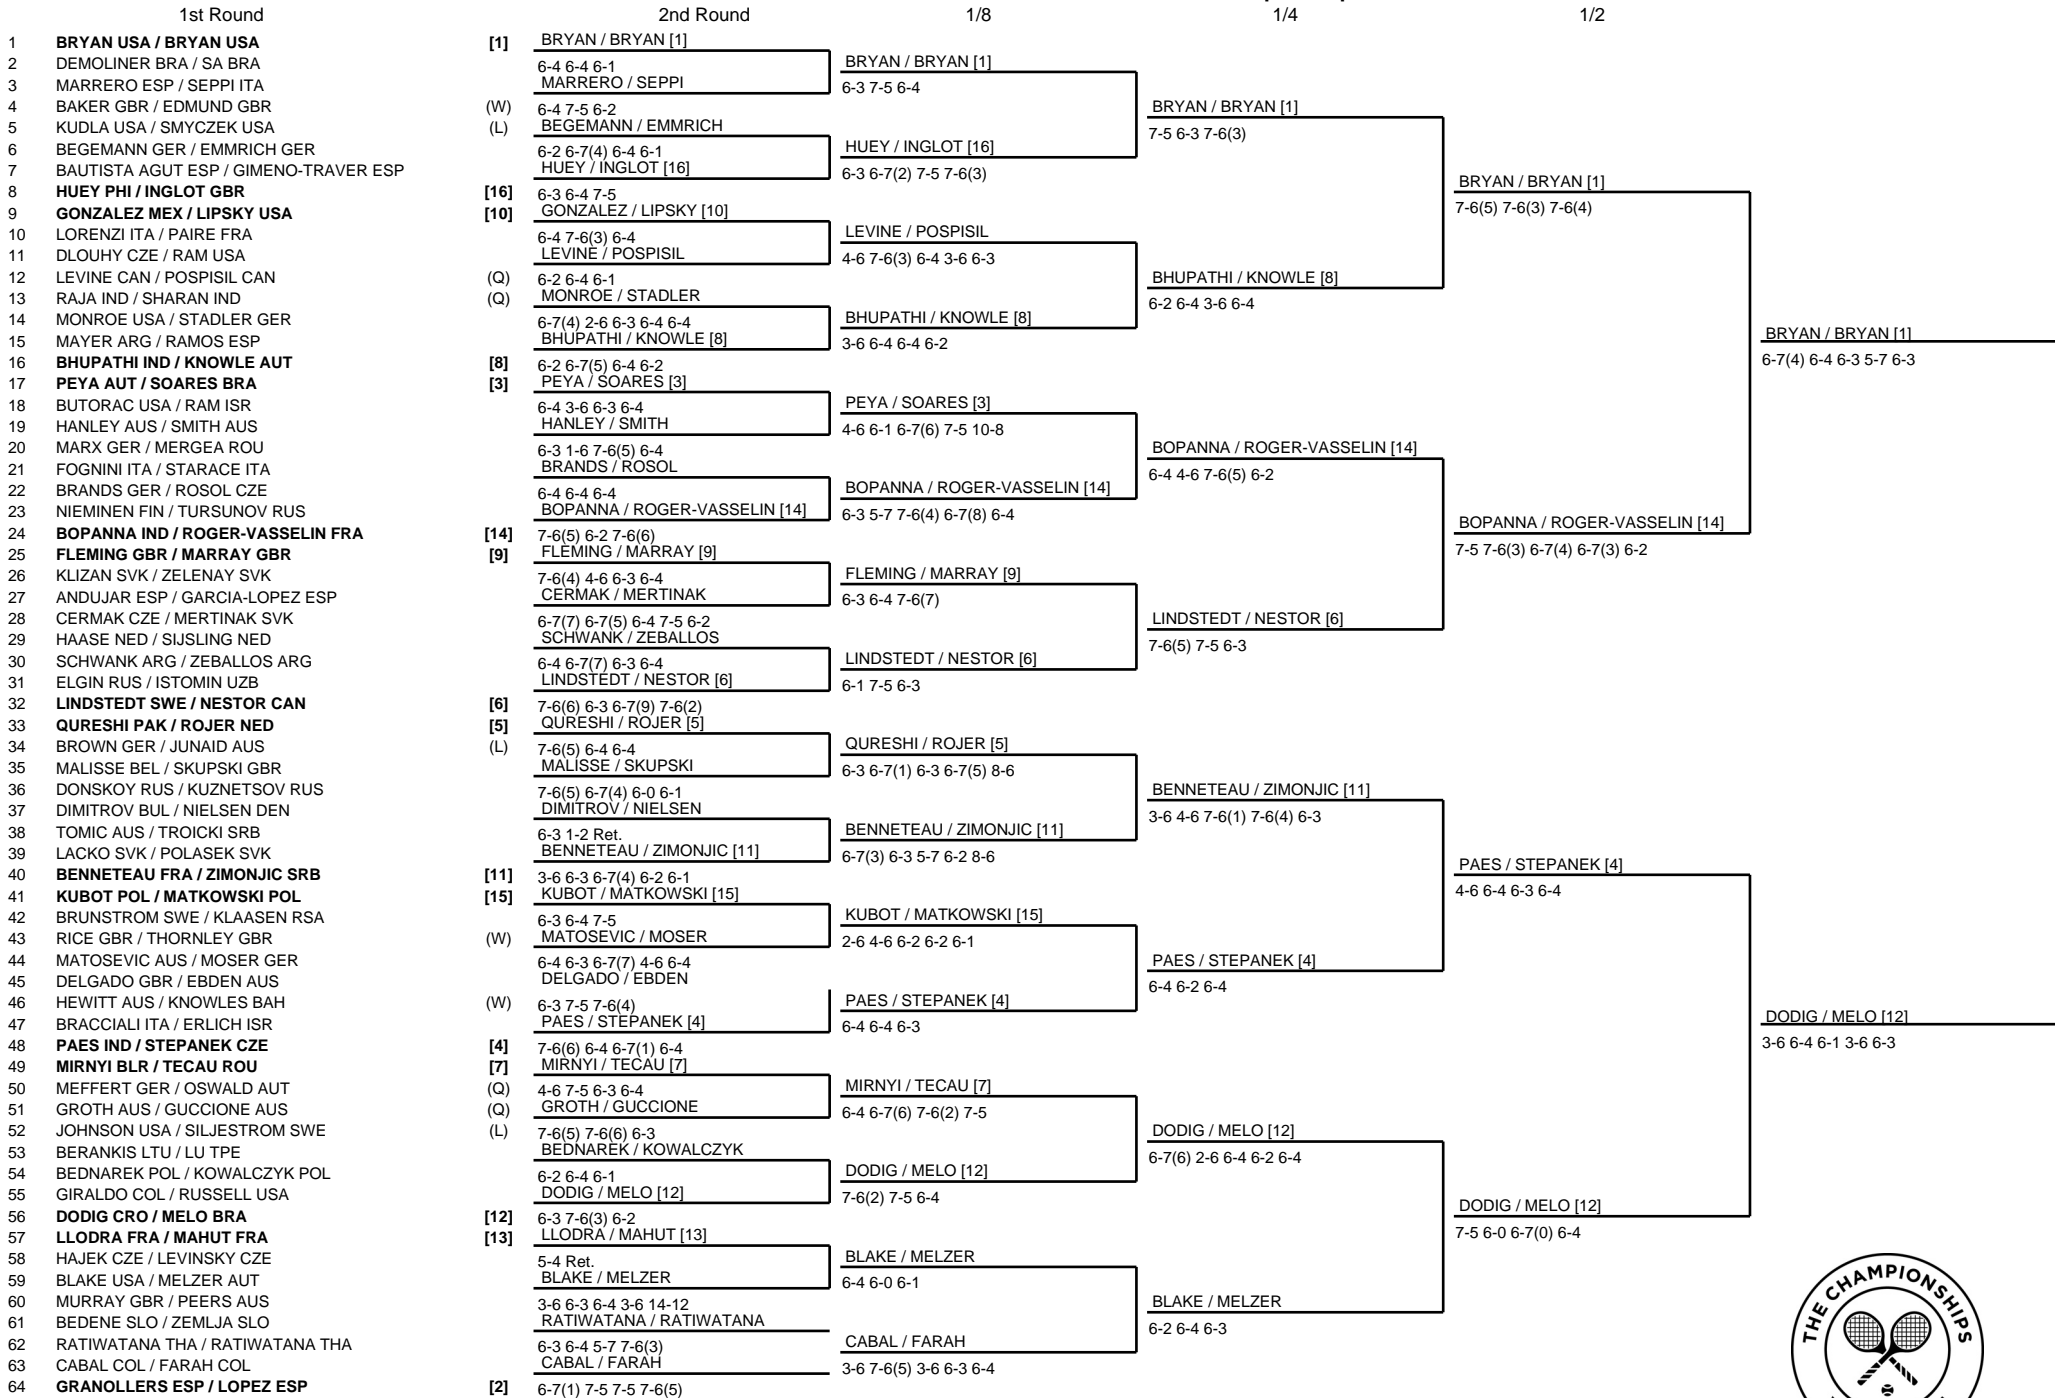 1st Round 2nd Round 1/8 1/4 1/2
1 BRYAN USA / BRYAN USA [1]
2 DEMOLINER BRA / SA BRA
3 MARRERO ESP / SEPPI ITA
4 BAKER GBR / EDMUND GBR (W)
5 KUDLA USA / SMYCZEK USA (L)
6 BEGEMANN GER / EMMRICH GER
7 BAUTISTA AGUT ESP / GIMENO-TRAVER ESP
8 HUEY PHI / INGLOT GBR [16]
9 GONZALEZ MEX / LIPSKY USA [10]
10 LORENZI ITA / PAIRE FRA
11 DLOUHY CZE / RAM USA
12 LEVINE CAN / POSPISIL CAN (Q)
13 RAJA IND / SHARAN IND (Q)
14 MONROE USA / STADLER GER
15 MAYER ARG / RAMOS ESP
16 BHUPATHI IND / KNOWLE AUT [8]
17 PEYA AUT / SOARES BRA [3]
18 BUTORAC USA / RAM ISR
19 HANLEY AUS / SMITH AUS
20 MARX GER / MERGEA ROU
21 FOGNINI ITA / STARACE ITA
22 BRANDS GER / ROSOL CZE
23 NIEMINEN FIN / TURSUNOV RUS
24 BOPANNA IND / ROGER-VASSELIN FRA [14]
25 FLEMING GBR / MARRAY GBR [9]
26 KLIZAN SVK / ZELENAY SVK
27 ANDUJAR ESP / GARCIA-LOPEZ ESP
28 CERMAK CZE / MERTINAK SVK
29 HAASE NED / SIJSLING NED
30 SCHWANK ARG / ZEBALLOS ARG
31 ELGIN RUS / ISTOMIN UZB
32 LINDSTEDT SWE / NESTOR CAN [6]
33 QURESHI PAK / ROJER NED [5]
34 BROWN GER / JUNAID AUS (L)
35 MALISSE BEL / SKUPSKI GBR
36 DONSKOY RUS / KUZNETSOV RUS
37 DIMITROV BUL / NIELSEN DEN
38 TOMIC AUS / TROICKI SRB
39 LACKO SVK / POLASEK SVK
40 BENNETEAU FRA / ZIMONJIC SRB [11]
41 KUBOT POL / MATKOWSKI POL [15]
42 BRUNSTROM SWE / KLAASEN RSA
43 RICE GBR / THORNLEY GBR (W)
44 MATOSEVIC AUS / MOSER GER
45 DELGADO GBR / EBDEN AUS
46 HEWITT AUS / KNOWLES BAH (W)
47 BRACCIALI ITA / ERLICH ISR
48 PAES IND / STEPANEK CZE [4]
49 MIRNYI BLR / TECAU ROU [7]
50 MEFFERT GER / OSWALD AUT (Q)
51 GROTH AUS / GUCCIONE AUS (Q)
52 JOHNSON USA / SILJESTROM SWE (L)
53 BERANKIS LTU / LU TPE
54 BEDNAREK POL / KOWALCZYK POL
55 GIRALDO COL / RUSSELL USA
56 DODIG CRO / MELO BRA [12]
57 LLODRA FRA / MAHUT FRA [13]
58 HAJEK CZE / LEVINSKY CZE
59 BLAKE USA / MELZER AUT
60 MURRAY GBR / PEERS AUS
61 BEDENE SLO / ZEMLJA SLO
62 RATIWATANA THA / RATIWATANA THA
63 CABAL COL / FARAH COL
64 GRANOLLERS ESP / LOPEZ ESP [2]
BRYAN / BRYAN [1]
6-4 6-4 6-1
MARRERO / SEPPI
6-4 7-5 6-2
BEGEMANN / EMMRICH
6-2 6-7(4) 6-4 6-1
HUEY / INGLOT [16]
6-3 6-4 7-5
GONZALEZ / LIPSKY [10]
6-4 7-6(3) 6-4
LEVINE / POSPISIL
6-2 6-4 6-1
MONROE / STADLER
6-7(4) 2-6 6-3 6-4 6-4
BHUPATHI / KNOWLE [8]
6-2 6-7(5) 6-4 6-2
PEYA / SOARES [3]
6-4 3-6 6-3 6-4
HANLEY / SMITH
6-3 1-6 7-6(5) 6-4
BRANDS / ROSOL
6-4 6-4 6-4
BOPANNA / ROGER-VASSELIN [14]
7-6(5) 6-2 7-6(6)
FLEMING / MARRAY [9]
7-6(4) 4-6 6-3 6-4
CERMAK / MERTINAK
6-7(7) 6-7(5) 6-4 7-5 6-2
SCHWANK / ZEBALLOS
6-4 6-7(7) 6-3 6-4
LINDSTEDT / NESTOR [6]
7-6(6) 6-3 6-7(9) 7-6(2)
QURESHI / ROJER [5]
7-6(5) 6-4 6-4
MALISSE / SKUPSKI
7-6(5) 6-7(4) 6-0 6-1
DIMITROV / NIELSEN
6-3 1-2 Ret.
BENNETEAU / ZIMONJIC [11]
3-6 6-3 6-7(4) 6-2 6-1
KUBOT / MATKOWSKI [15]
6-3 6-4 7-5
MATOSEVIC / MOSER
6-4 6-3 6-7(7) 4-6 6-4
DELGADO / EBDEN
6-3 7-5 7-6(4)
PAES / STEPANEK [4]
7-6(6) 6-4 6-7(1) 6-4
MIRNYI / TECAU [7]
4-6 7-5 6-3 6-4
GROTH / GUCCIONE
7-6(5) 7-6(6) 6-3
BEDNAREK / KOWALCZYK
6-2 6-4 6-1
DODIG / MELO [12]
6-3 7-6(3) 6-2
LLODRA / MAHUT [13]
5-4 Ret.
BLAKE / MELZER
3-6 6-3 6-4 3-6 14-12
RATIWATANA / RATIWATANA
6-3 6-4 5-7 7-6(3)
CABAL / FARAH
6-7(1) 7-5 7-5 7-6(5)
BRYAN / BRYAN [1]
6-3 7-5 6-4
HUEY / INGLOT [16]
6-3 6-7(2) 7-5 7-6(3)
LEVINE / POSPISIL
4-6 7-6(3) 6-4 3-6 6-3
BHUPATHI / KNOWLE [8]
3-6 6-4 6-4 6-2
PEYA / SOARES [3]
4-6 6-1 6-7(6) 7-5 10-8
BOPANNA / ROGER-VASSELIN [14]
6-3 5-7 7-6(4) 6-7(8) 6-4
FLEMING / MARRAY [9]
6-3 6-4 7-6(7)
LINDSTEDT / NESTOR [6]
6-1 7-5 6-3
QURESHI / ROJER [5]
6-3 6-7(1) 6-3 6-7(5) 8-6
BENNETEAU / ZIMONJIC [11]
6-7(3) 6-3 5-7 6-2 8-6
KUBOT / MATKOWSKI [15]
2-6 4-6 6-2 6-2 6-1
PAES / STEPANEK [4]
6-4 6-4 6-3
MIRNYI / TECAU [7]
6-4 6-7(6) 7-6(2) 7-5
DODIG / MELO [12]
7-6(2) 7-5 6-4
BLAKE / MELZER
6-4 6-0 6-1
CABAL / FARAH
3-6 7-6(5) 3-6 6-3 6-4
BRYAN / BRYAN [1]
7-5 6-3 7-6(3)
BHUPATHI / KNOWLE [8]
6-2 6-4 3-6 6-4
BOPANNA / ROGER-VASSELIN [14]
6-4 4-6 7-6(5) 6-2
LINDSTEDT / NESTOR [6]
7-6(5) 7-5 6-3
BENNETEAU / ZIMONJIC [11]
3-6 4-6 7-6(1) 7-6(4) 6-3
PAES / STEPANEK [4]
6-4 6-2 6-4
DODIG / MELO [12]
6-7(6) 2-6 6-4 6-2 6-4
BLAKE / MELZER
6-2 6-4 6-3
BRYAN / BRYAN [1]
7-6(5) 7-6(3) 7-6(4)
BOPANNA / ROGER-VASSELIN [14]
7-5 7-6(3) 6-7(4) 6-7(3) 6-2
PAES / STEPANEK [4]
4-6 6-4 6-3 6-4
DODIG / MELO [12]
7-5 6-0 6-7(0) 6-4
BRYAN / BRYAN [1]
6-7(4) 6-4 6-3 5-7 6-3
DODIG / MELO [12]
3-6 6-4 6-1 3-6 6-3
THE CHAMPIONSHIPS